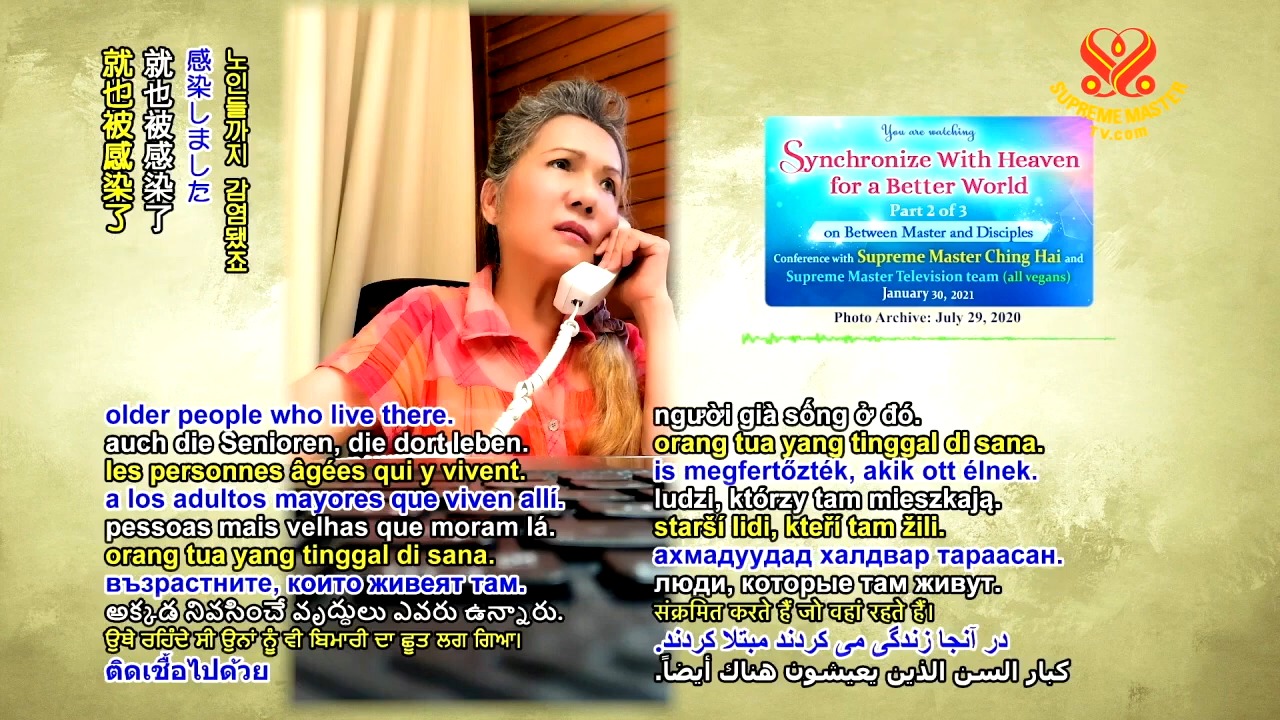 就也被感染了
就也被感染了
感染しました
노인들까지 감염됐죠
SUPREME MASTER
TV.com
You are watching
Synchronize With Heaven
for a Better World
Part 2 of 3
on Between Master and Disciples
Conference with Supreme Master Ching Hai and
Supreme Master Television team (all vegans)
January 30, 2021
Photo Archive: July 29, 2020
older people who live there.
auch die Senioren, die dort leben.
les personnes âgées qui y vivent.
a los adultos mayores que viven allí.
pessoas mais velhas que moram lá.
orang tua yang tinggal di sana.
възрастните, които живеят там.
అక్కడ నివసించే వృద్ధులు ఎవరు ఉన్నారు.
ਉਥੇ ਰਹਿੰਦੇ ਸੀ ਉਨਾਂ ਨੂੰ ਵੀ ਬਿਮਾਰੀ ਦਾ ਛੂਤ ਲਗ ਗਿਆ।
ติดเชื้อไปด้วย
người già sống ở đó.
orang tua yang tinggal di sana.
is megfertőzték, akik ott élnek.
ludzi, którzy tam mieszkają.
starší lidi, kteří tam žili.
ахмадуудад халдвар тараасан.
люди, которые там живут.
संक्रमित करते हैं जो वहां रहते हैं।
در آنجا زندگی می کردند مبتلا کردند.
كبار السن الذين يعيشون هناك أيضاً.